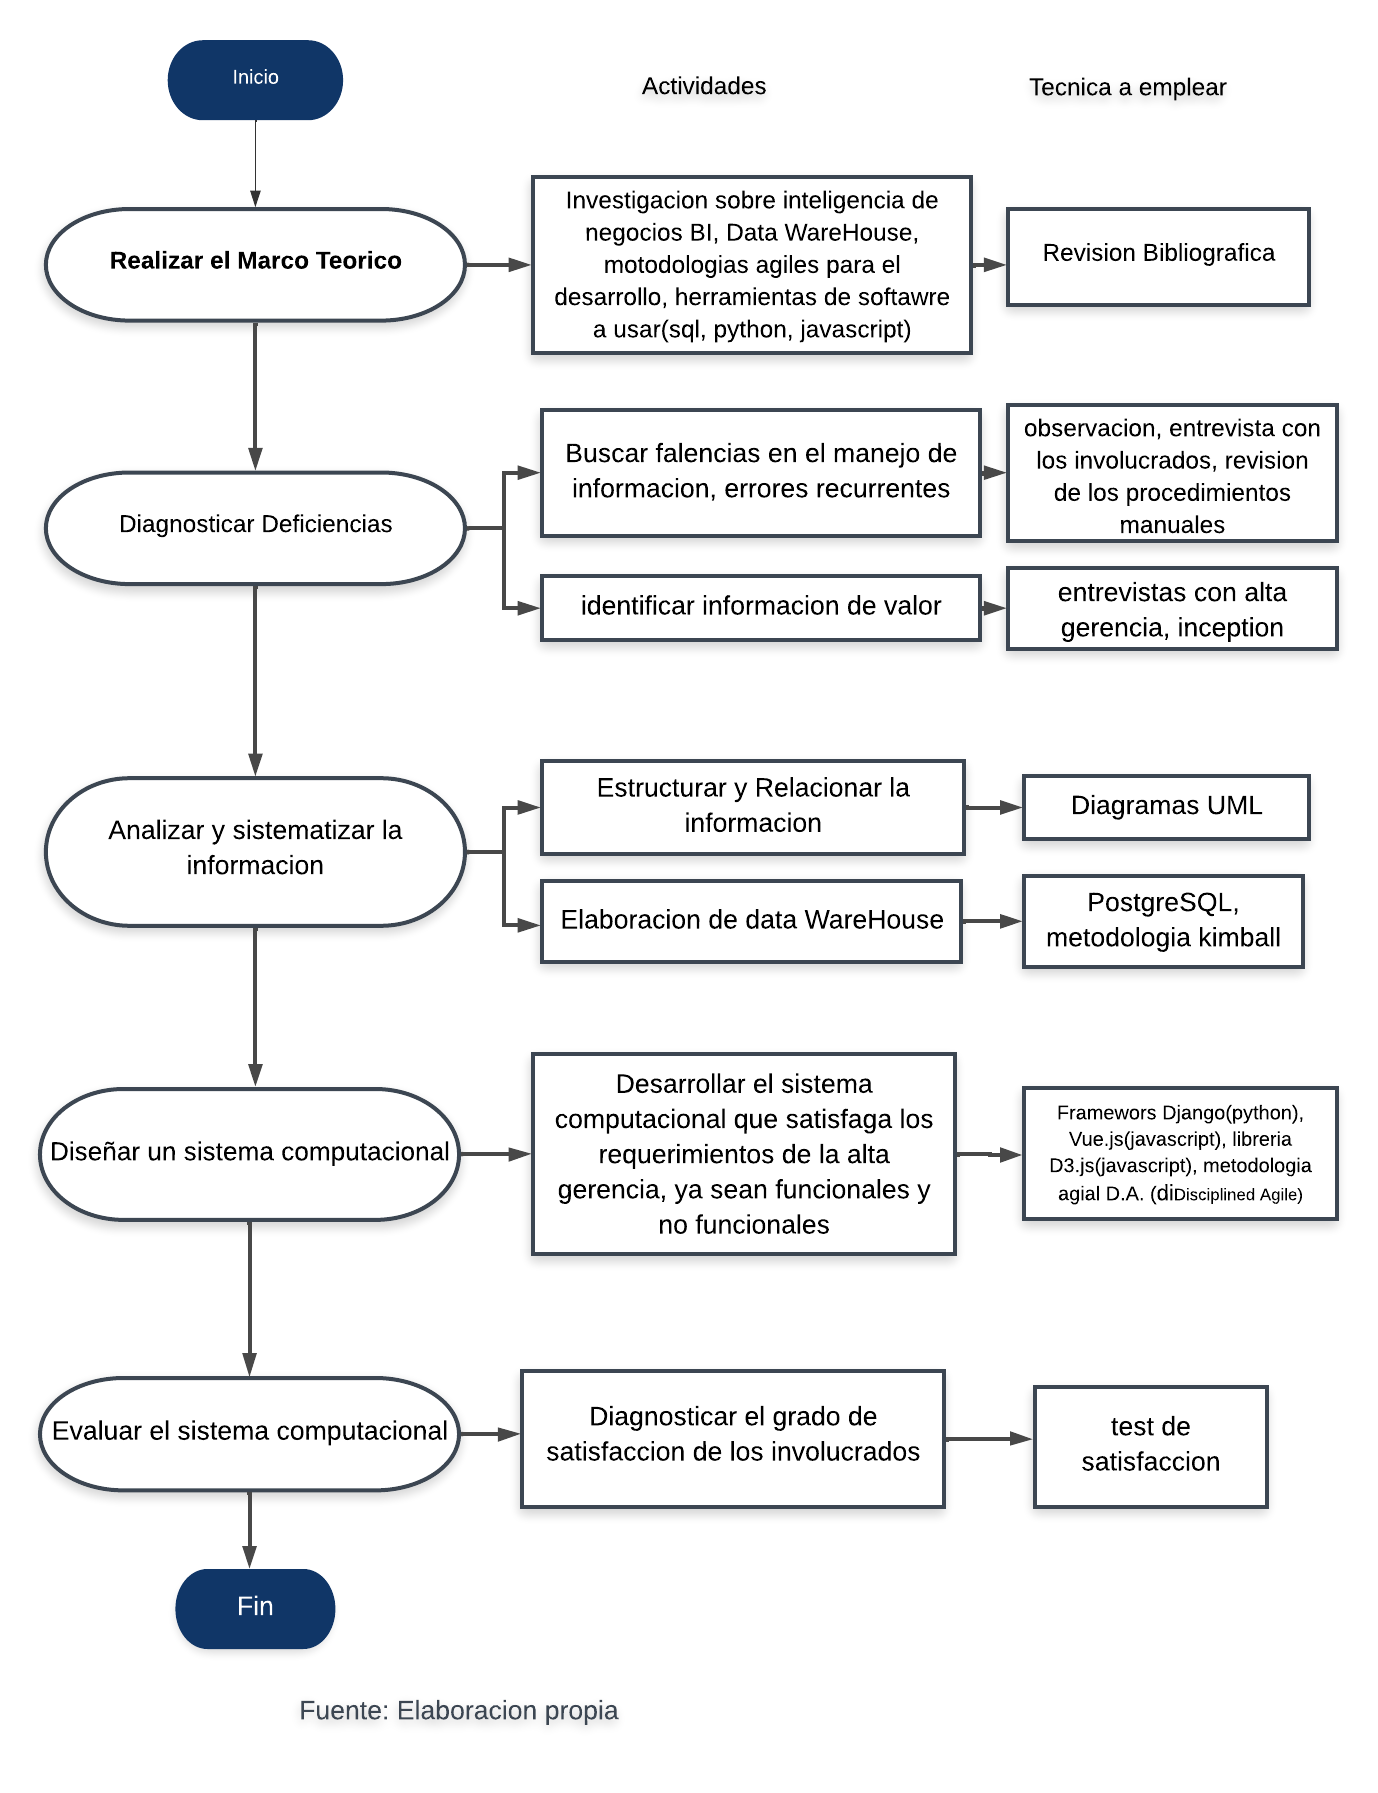 Inicio
Actividades
Tecnica a emplear
Realizar el Marco Teorico
Investigacion sobre inteligencia de
negocios BI, Data WareHouse,
motodologias agiles para el
desarrollo, herramientas de softawre
a usar(sql, python, javascript)
Revision Bibliografica
Diagnosticar Deficiencias
Buscar falencias en el manejo de
informacion, errores recurrentes
observacion, entrevista con
los involucrados, revision
de los procedimientos
manuales
identificar informacion de valor
entrevistas con alta
gerencia, inception
Analizar y sistematizar la
informacion
Estructurar y Relacionar la
informacion
Diagramas UML
Elaboracion de data WareHouse
PostgreSQL,
metodologia kimball
Diseñar un sistema computacional
Desarrollar el sistema
computacional que satisfaga los
requerimientos de la alta
gerencia, ya sean funcionales y
no funcionales
Framewors Django(python),
Vue.js(javascript), libreria
D3.js(javascript), metodologia
agial D.A. (diDisciplined Agile)
Evaluar el sistema computacional
Diagnosticar el grado de
satisfaccion de los involucrados
test de
satisfaccion
Fin
Fuente: Elaboracion propia